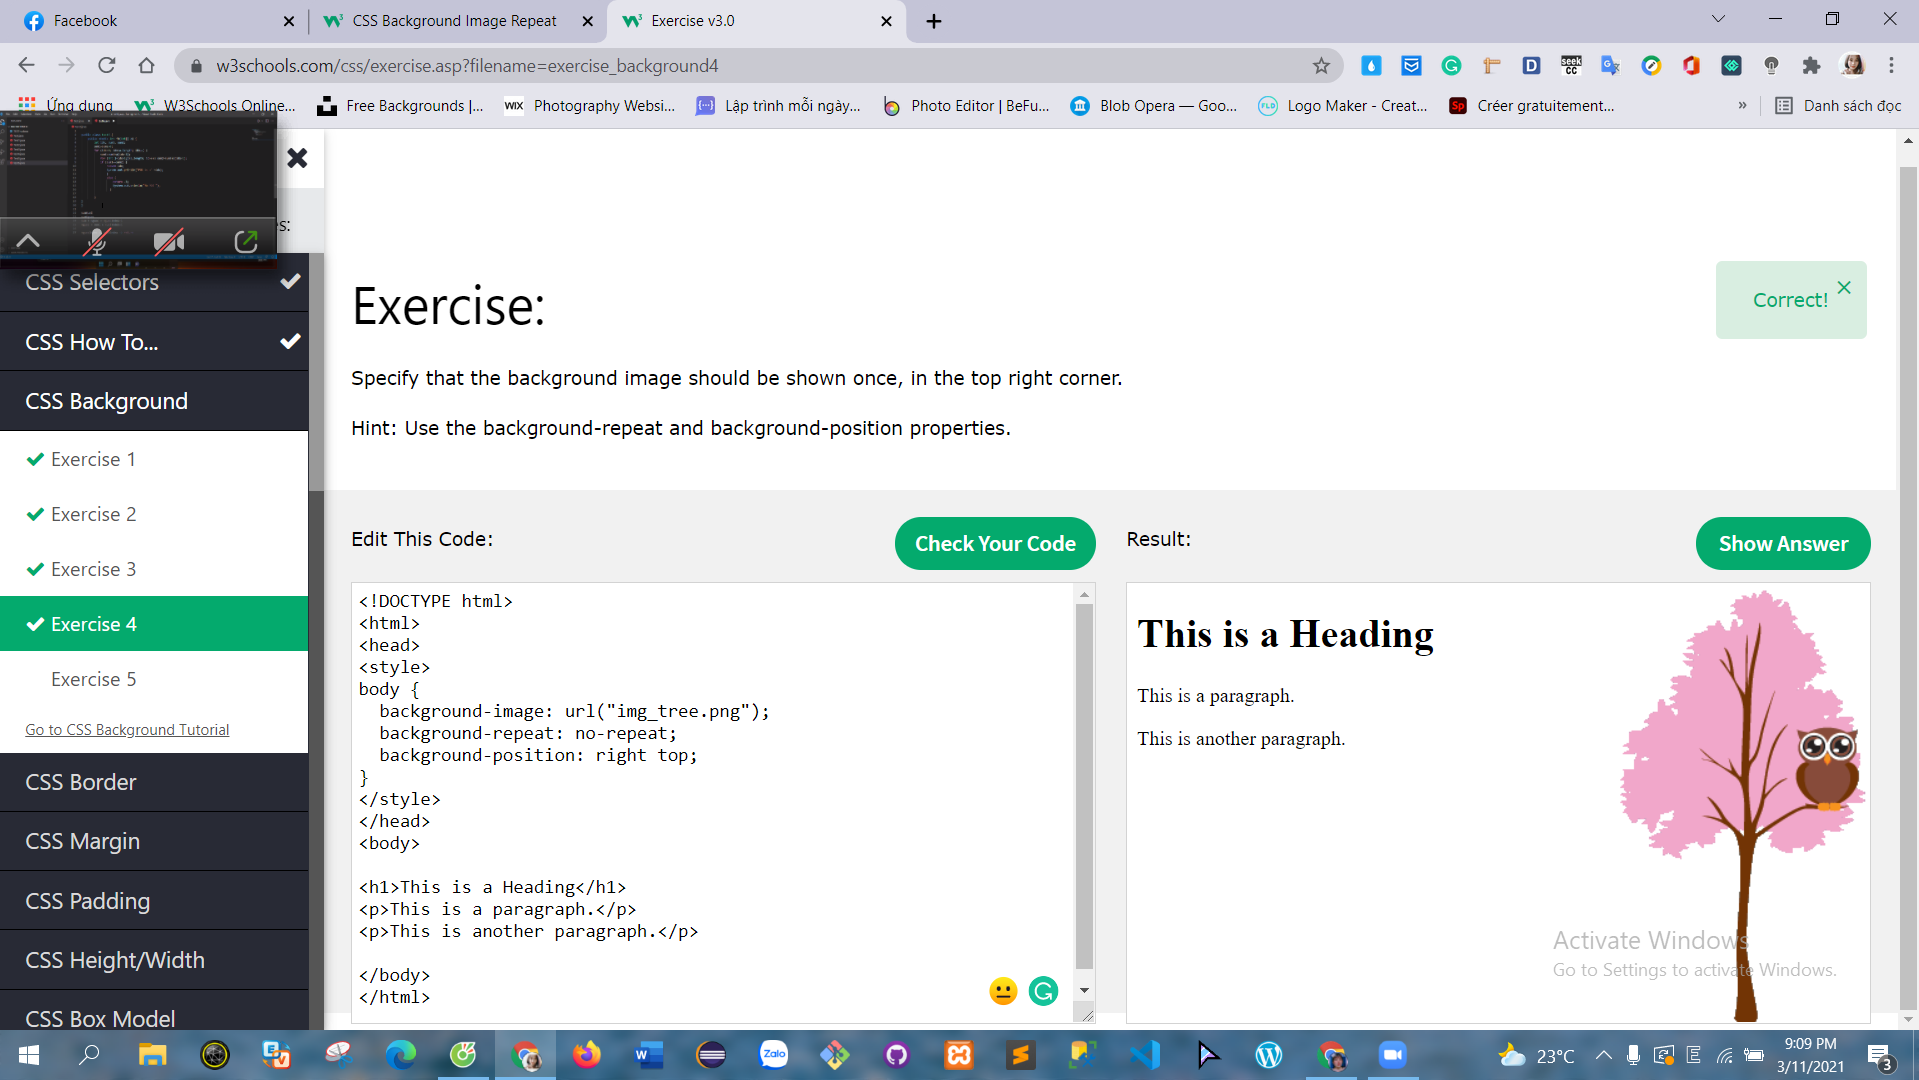 Facebook
CSS Background Image Repeat
Exercise v3.0
w3schools.com/css/exercise.asp?filename=exercise_background4
seek
CC
Ứng dụng
W3Schools Online...
Free Backgrounds |...
WIX
Photography Websi...
Lập trình mỗi ngày...
Photo Editor | BeFu...
Blob Opera — Goo...
FLD
Logo Maker - Creat...
Sp
Créer gratuitement...
»
Danh sách đọc
s:
CSS Selectors
CSS How To...
CSS Background
Exercise 1
Exercise 2
Exercise 3
Exercise 4
Exercise 5
Go to CSS Background Tutorial
CSS Border
CSS Margin
CSS Padding
CSS Height/Width
CSS Box Model
Exercise:
Correct!
Specify that the background image should be shown once, in the top right corner.
Hint: Use the background-repeat and background-position properties.
Edit This Code:
Check Your Code
<!DOCTYPE html>
<html>
<head>
<style>
body {
  background-image: url("img_tree.png");
  background-repeat: no-repeat;
  background-position: right top;
}
</style>
</head>
<body>
<h1>This is a Heading</h1>
<p>This is a paragraph.</p>
<p>This is another paragraph.</p>
</body>
</html>
Result:
Show Answer
This is a Heading
This is a paragraph.
This is another paragraph.
Activate Windows
Go to Settings to activate Windows.
Zalo
23°C
E
9:09 PM
3/11/2021
3